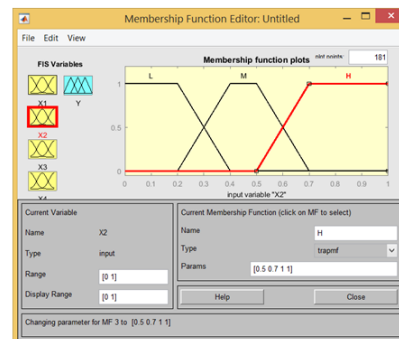 Membership Function Editor: Untitled
File Edit View
FIS Variables
Membership function plots plot points: 181
X1 Y
X2
X3
X4
L M H
1
0.5
0
0 0.1 0.2 0.3 0.4 0.5 0.6 0.7 0.8 0.9 1
input variable "X2"
Current Variable
Name X2
Type input
Range [0 1]
Display Range [0 1]
Current Membership Function (click on MF to select)
Name H
Type trapmf
Params [0.5 0.7 1 1]
Help Close
Changing parameter for MF 3 to [0.5 0.7 1 1]